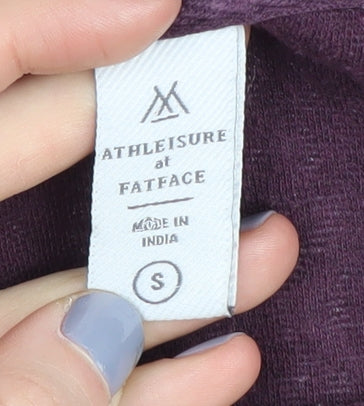 ATHLEISURE
at
FATFACE
MADE IN
INDIA
S